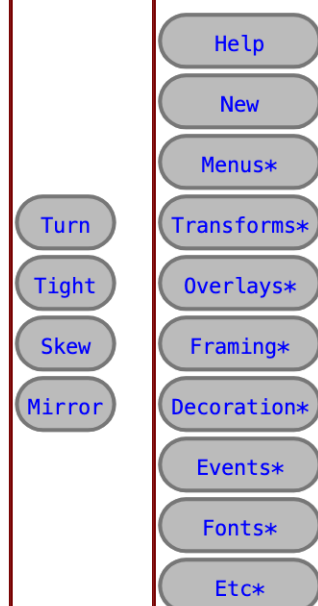 Help
New
Menus*
Turn
Transforms*
Tight
Overlays*
Skew
Framing*
Mirror
Decoration*
Events*
Fonts*
Etc*